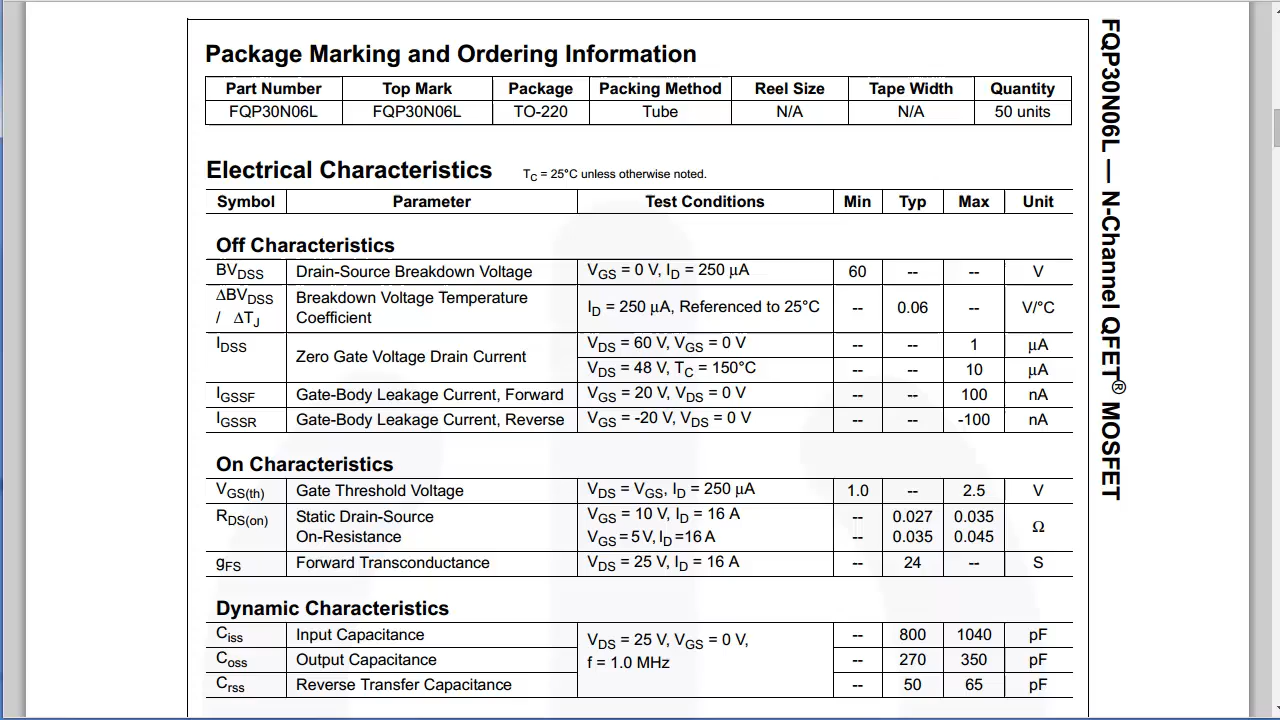 Package Marking and Ordering Information
Part Number Top Mark Package Packing Method Reel Size Tape Width Quantity
FQP30N06L FQP30N06L TO-220 Tube N/A N/A 50 units
Electrical Characteristics TC = 25°C unless otherwise noted.
Symbol Parameter Test Conditions Min Typ Max Unit
Off Characteristics
BVDSS Drain-Source Breakdown Voltage VGS = 0 V, ID = 250 µA 60 -- -- V
ΔBVDSS Breakdown Voltage Temperature
/ ΔTJ Coefficient ID = 250 µA, Referenced to 25°C -- 0.06 -- V/°C
IDSS Zero Gate Voltage Drain Current VDS = 60 V, VGS = 0 V -- -- 1 µA
VDS = 48 V, TC = 150°C -- -- 10 µA
IGSSF Gate-Body Leakage Current, Forward VGS = 20 V, VDS = 0 V -- -- 100 nA
IGSSR Gate-Body Leakage Current, Reverse VGS = -20 V, VDS = 0 V -- -- -100 nA
On Characteristics
VGS(th) Gate Threshold Voltage VDS = VGS, ID = 250 µA 1.0 -- 2.5 V
RDS(on) Static Drain-Source VGS = 10 V, ID = 16 A -- 0.027 0.035 Ω
On-Resistance VGS = 5 V, ID =16 A -- 0.035 0.045
gFS Forward Transconductance VDS = 25 V, ID = 16 A -- 24 -- S
Dynamic Characteristics
Ciss Input Capacitance VDS = 25 V, VGS = 0 V, -- 800 1040 pF
Coss Output Capacitance f = 1.0 MHz -- 270 350 pF
Crss Reverse Transfer Capacitance -- 50 65 pF
FQP30N06L — N-Channel QFET® MOSFET